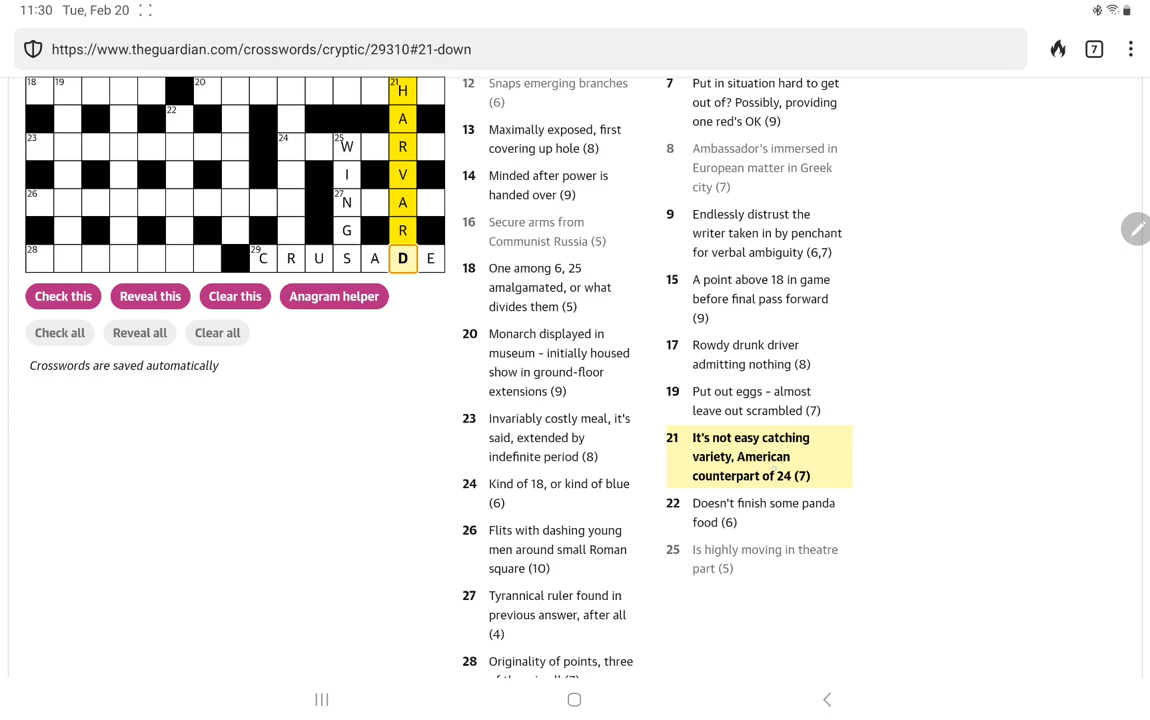 11:30 Tue, Feb 20
https://www.theguardian.com/crosswords/cryptic/29310#21-down
7
18 19 20 21 H
22 A
23 24 25 W R
I V
26 27 N A
G R
28 29 C R U S A D E
Check this
Reveal this
Clear this
Anagram helper
Check all
Reveal all
Clear all
Crosswords are saved automatically
12 Snaps emerging branches
(6)
13 Maximally exposed, first
covering up hole (8)
14 Minded after power is
handed over (9)
16 Secure arms from
Communist Russia (5)
18 One among 6, 25
amalgamated, or what
divides them (5)
20 Monarch displayed in
museum – initially housed
show in ground-floor
extensions (9)
23 Invariably costly meal, it's
said, extended by
indefinite period (8)
24 Kind of 18, or kind of blue
(6)
26 Flits with dashing young
men around small Roman
square (10)
27 Tyrannical ruler found in
previous answer, after all
(4)
28 Originality of points, three
7 Put in situation hard to get
out of? Possibly, providing
one red's OK (9)
8 Ambassador's immersed in
European matter in Greek
city (7)
9 Endlessly distrust the
writer taken in by penchant
for verbal ambiguity (6,7)
15 A point above 18 in game
before final pass forward
(9)
17 Rowdy drunk driver
admitting nothing (8)
19 Put out eggs – almost
leave out scrambled (7)
21 It's not easy catching
variety, American
counterpart of 24 (7)
22 Doesn't finish some panda
food (6)
25 Is highly moving in theatre
part (5)